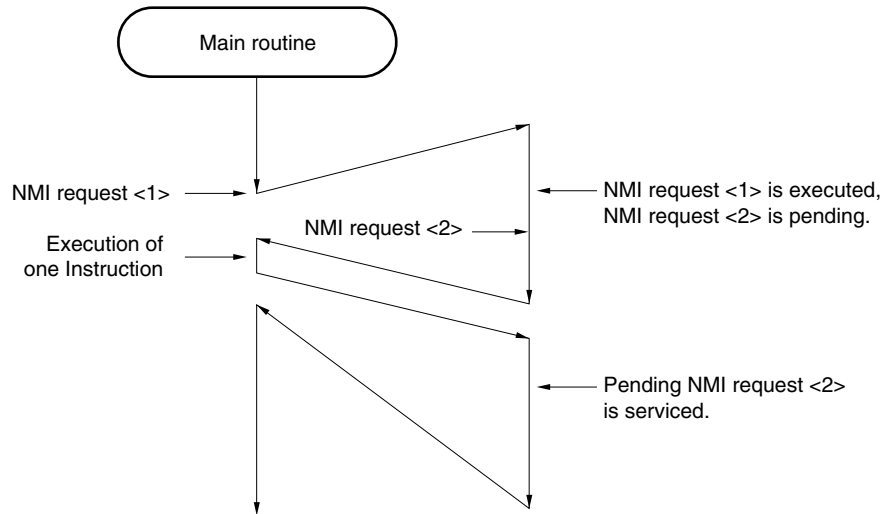 Main routine
NMI request <1>
NMI request <1> is executed,
NMI request <2> is pending.
NMI request <2>
Execution of
one Instruction
Pending NMI request <2>
is serviced.